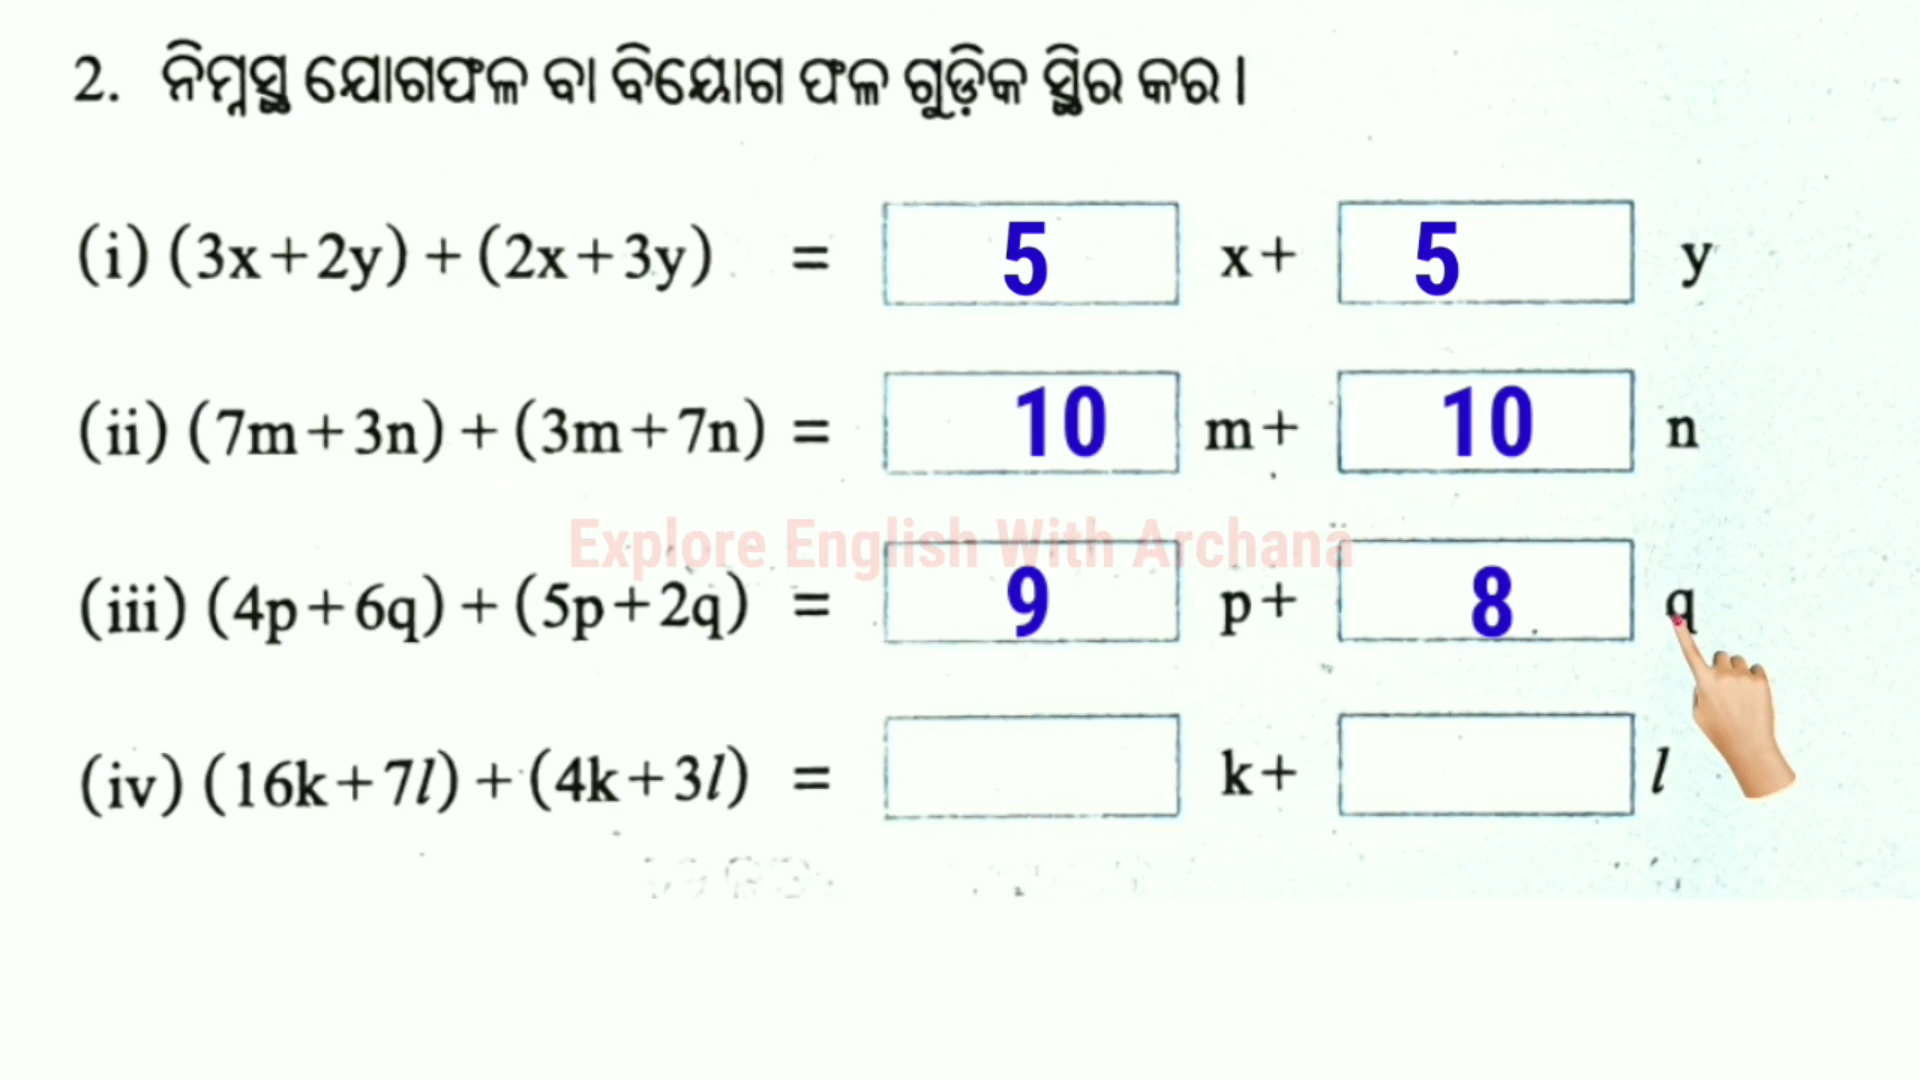 2. ନିମ୍ନସ୍ଥ ଯୋଗଫଳ ବା ବିୟୋଗ ଫଳ ଗୁଡ଼ିକ ସ୍ଥିର କର ।
(i) (3x+2y) + (2x+3y) = 5 x+ 5 y
(ii) (7m+3n) + (3m+7n) = 10 m+ 10 n
Explore English With Archana
(iii) (4p+6q) + (5p+2q) = 9 p+ 8 q
(iv) (16k+7l) + (4k+3l) = k+ l